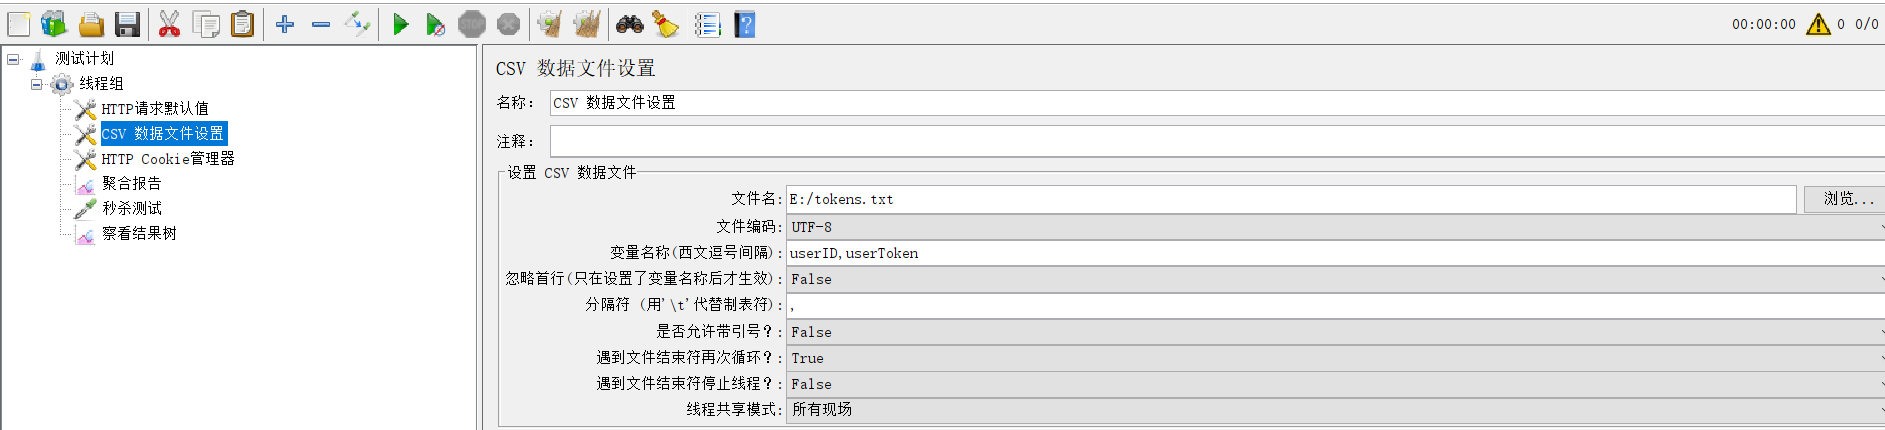 STOP
00:00:00 0 0/0
测试计划
线程组
HTTP请求默认值
CSV 数据文件设置
HTTP Cookie管理器
聚合报告
秒杀测试
察看结果树
CSV 数据文件设置
名称： CSV 数据文件设置
注释：
设置 CSV 数据文件
文件名: E:/tokens.txt 浏览...
文件编码: UTF-8
变量名称(西文逗号间隔): userID,userToken
忽略首行(只在设置了变量名称后才生效): False
分隔符 (用'\t'代替制表符): ,
是否允许带引号？: False
遇到文件结束符再次循环？: True
遇到文件结束符停止线程？: False
线程共享模式: 所有现场